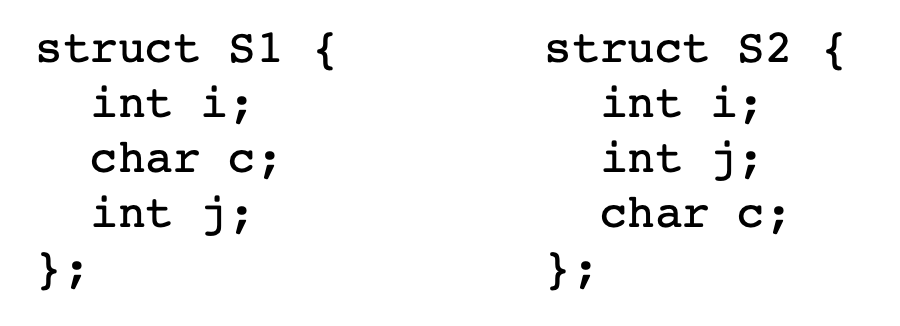 struct S1 {
  int i;
  char c;
  int j;
};
struct S2 {
  int i;
  int j;
  char c;
};